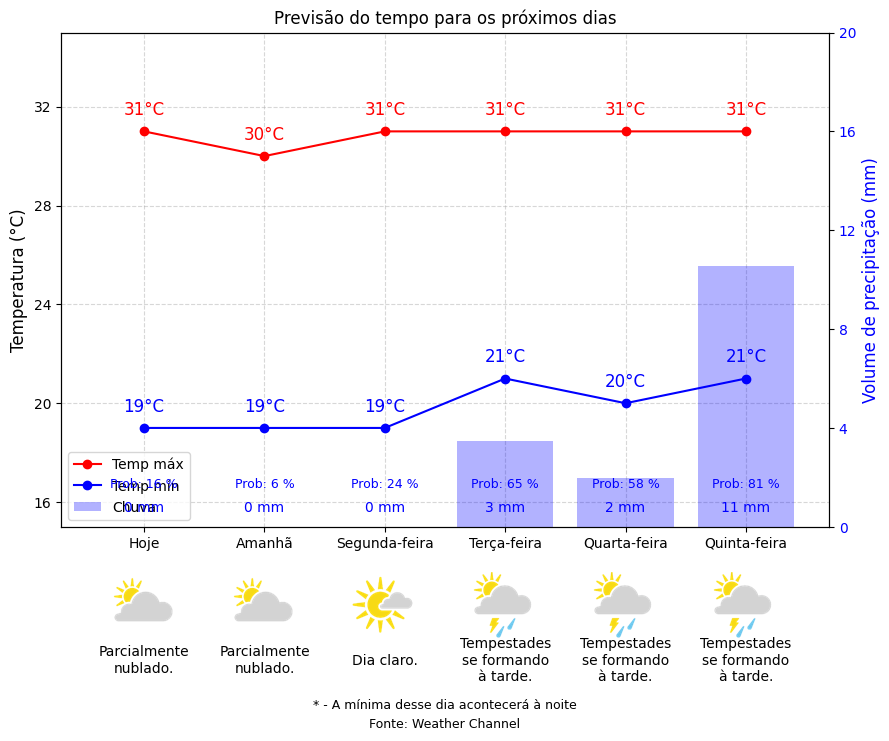 Previsão do tempo para os próximos dias
Temperatura (°C)
Volume de precipitação (mm)
32
28
24
20
16
20
16
12
8
4
0
31°C 30°C 31°C 31°C 31°C 31°C
19°C 19°C 19°C 21°C 20°C 21°C
Temp máx
Temp mín
Chuva
Prob: 16 % Prob: 6 % Prob: 24 % Prob: 65 % Prob: 58 % Prob: 81 %
0 mm 0 mm 0 mm 3 mm 2 mm 11 mm
Hoje Amanhã Segunda-feira Terça-feira Quarta-feira Quinta-feira
Parcialmente
nublado.
Parcialmente
nublado.
Dia claro.
Tempestades
se formando
à tarde.
Tempestades
se formando
à tarde.
Tempestades
se formando
à tarde.
* - A mínima desse dia acontecerá à noite
Fonte: Weather Channel